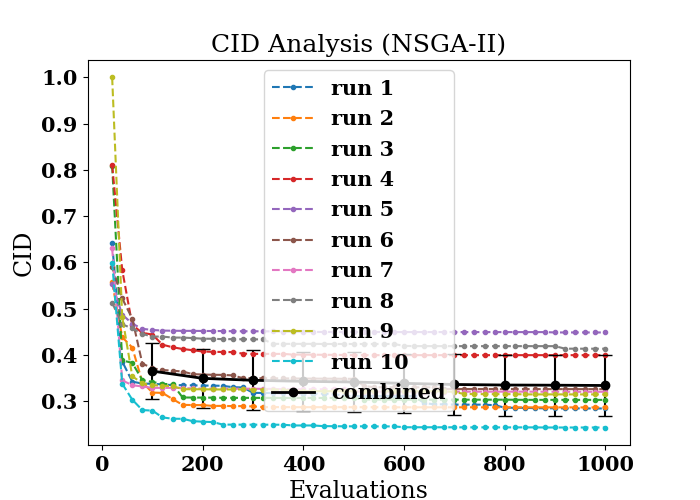 CID Analysis (NSGA-II)
1.0
0.9
0.8
0.7
0.6
0.5
0.4
0.3
CID
run 1
run 2
run 3
run 4
run 5
run 6
run 7
run 8
run 9
run 10
combined
0 200 400 600 800 1000
Evaluations